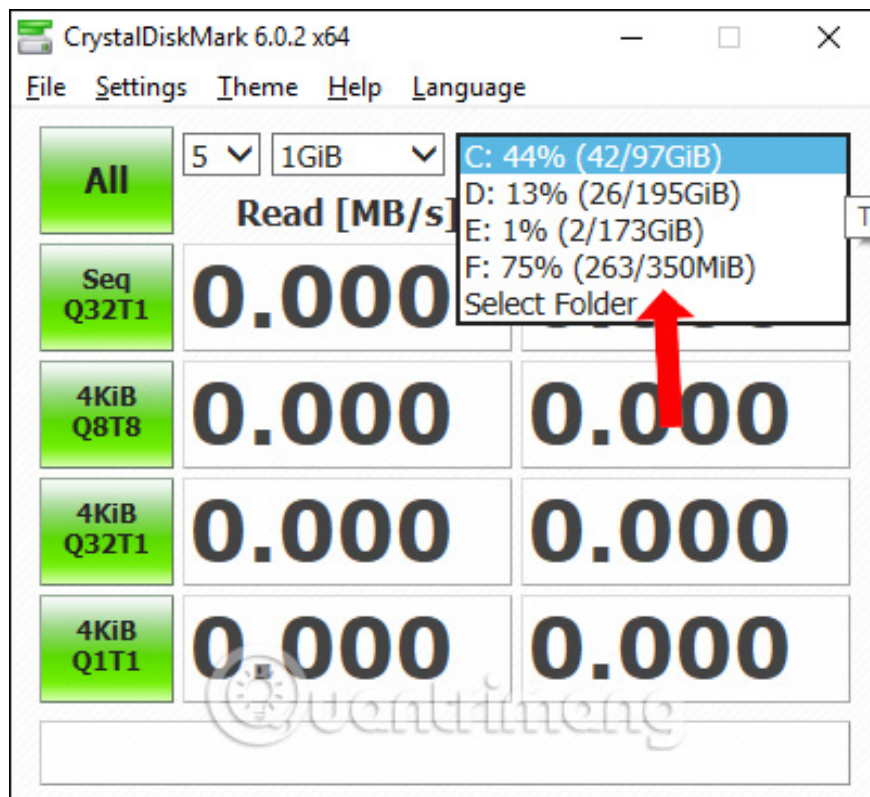 CrystalDiskMark 6.0.2 x64
File Settings Theme Help Language
All
5 1GiB
C: 44% (42/97GiB)
D: 13% (26/195GiB)
E: 1% (2/173GiB)
F: 75% (263/350MiB)
Select Folder
Read [MB/s]
T
Seq
Q32T1
0.000
4KiB
Q8T8
0.000 0.000
4KiB
Q32T1
0.000 0.000
4KiB
Q1T1
0.000 0.000
Quantrimang